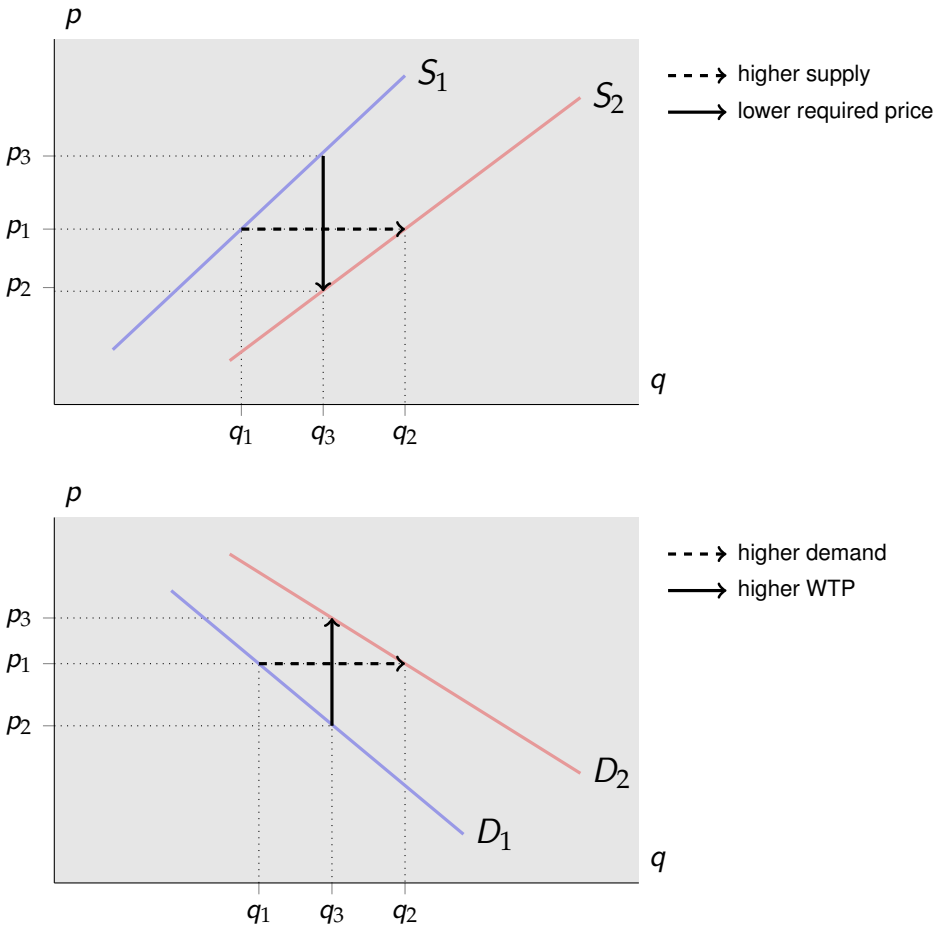 p
S₁
higher supply
S₂
lower required price
p₃
p₁
p₂
q
q₁ q₃ q₂
p
higher demand
higher WTP
p₃
p₁
p₂
D₂
D₁
q
q₁ q₃ q₂